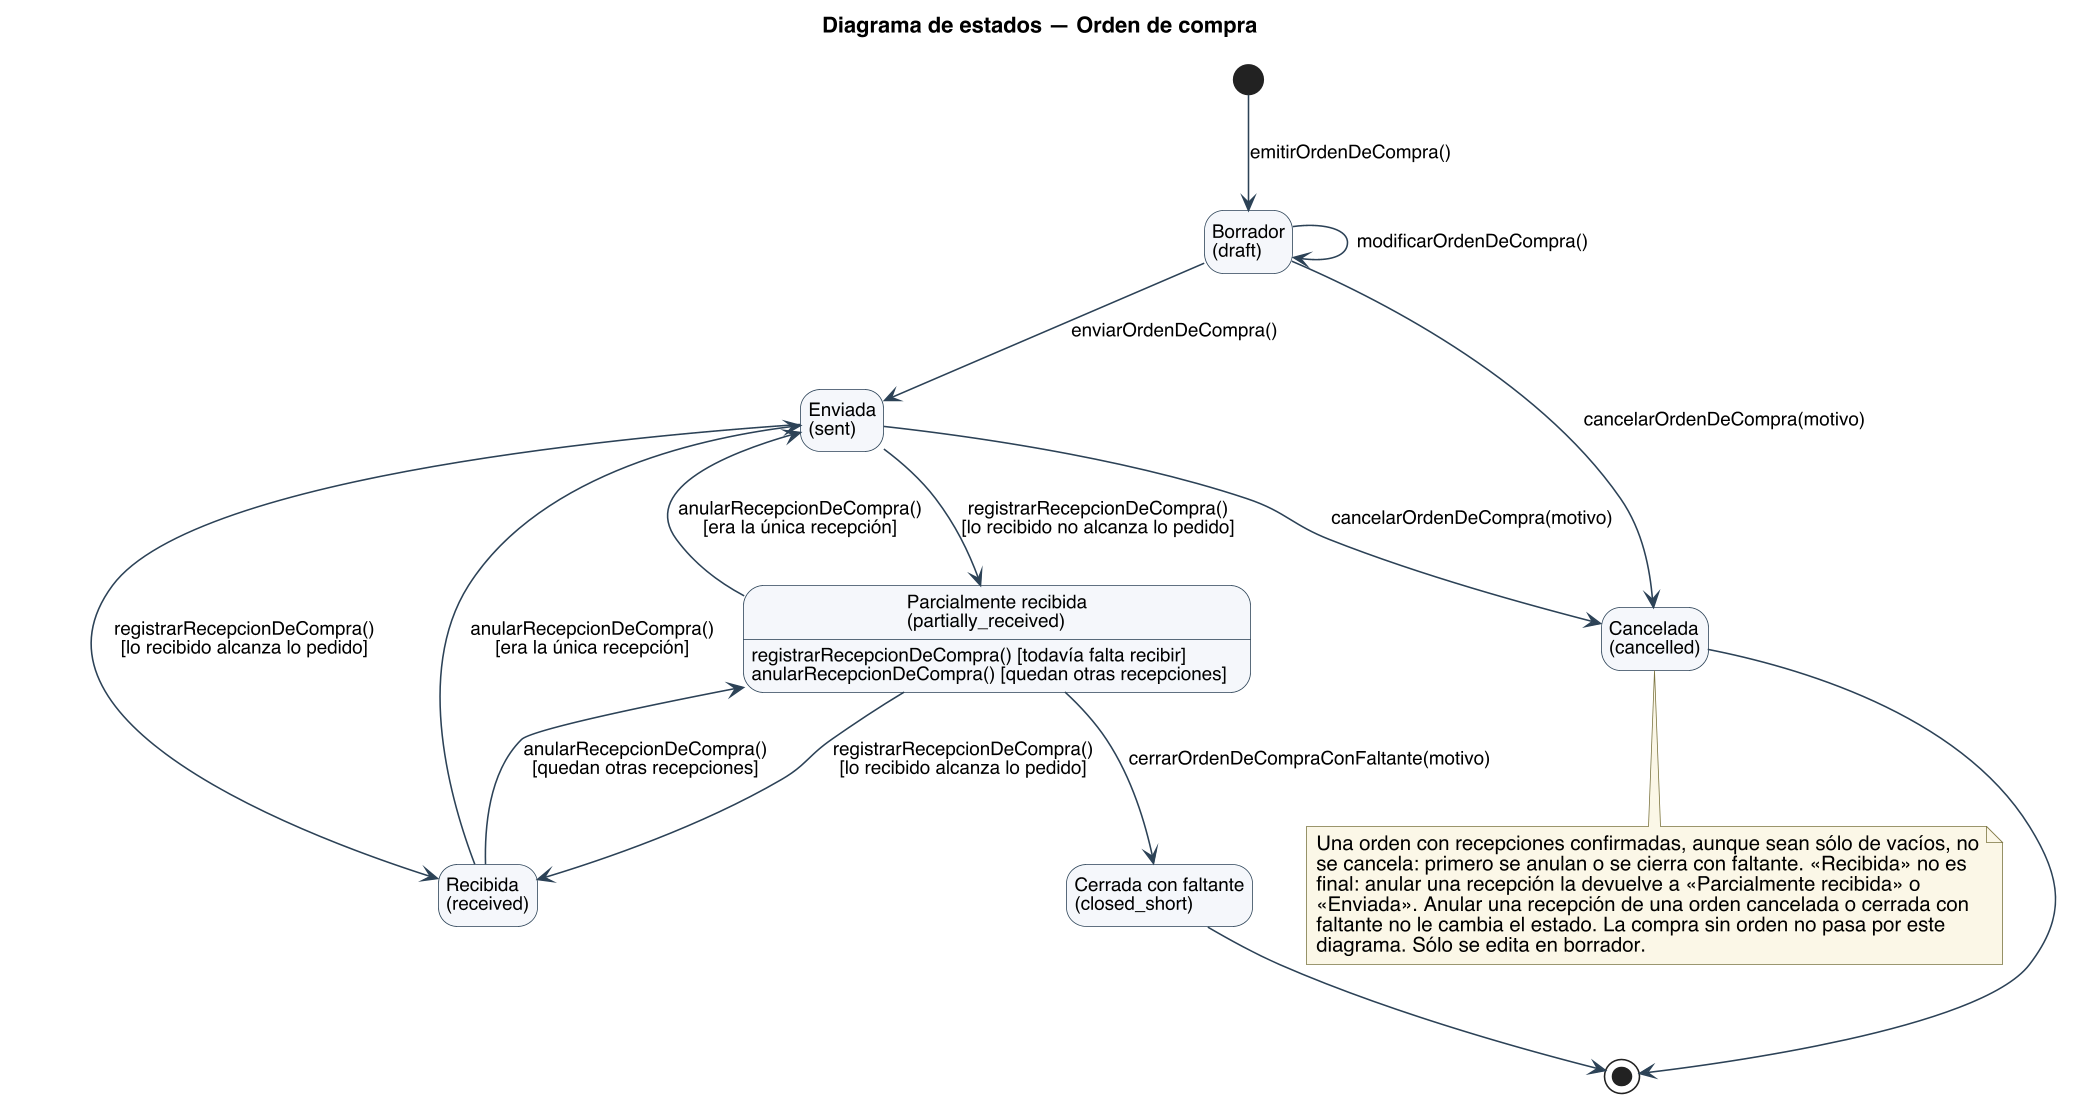 Diagrama de estados — Orden de compra
emitirOrdenDeCompra()
Borrador
(draft)
modificarOrdenDeCompra()
enviarOrdenDeCompra()
cancelarOrdenDeCompra(motivo)
Enviada
(sent)
anularRecepcionDeCompra()
[era la única recepción]
registrarRecepcionDeCompra()
[lo recibido no alcanza lo pedido]
cancelarOrdenDeCompra(motivo)
registrarRecepcionDeCompra()
[lo recibido alcanza lo pedido]
anularRecepcionDeCompra()
[era la única recepción]
Parcialmente recibida
(partially_received)
registrarRecepcionDeCompra() [todavía falta recibir]
anularRecepcionDeCompra() [quedan otras recepciones]
Cancelada
(cancelled)
anularRecepcionDeCompra()
[quedan otras recepciones]
registrarRecepcionDeCompra()
[lo recibido alcanza lo pedido]
cerrarOrdenDeCompraConFaltante(motivo)
Recibida
(received)
Cerrada con faltante
(closed_short)
Una orden con recepciones confirmadas, aunque sean sólo de vacíos, no
se cancela: primero se anulan o se cierra con faltante. «Recibida» no es
final: anular una recepción la devuelve a «Parcialmente recibida» o
«Enviada». Anular una recepción de una orden cancelada o cerrada con
faltante no le cambia el estado. La compra sin orden no pasa por este
diagrama. Sólo se edita en borrador.